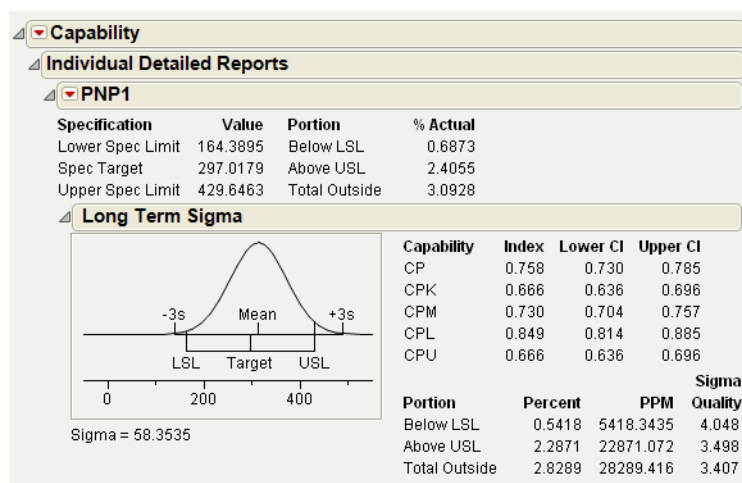 Capability
Individual Detailed Reports
PNP1
Specification Value Portion % Actual
Lower Spec Limit 164.3895 Below LSL 0.6873
Spec Target 297.0179 Above USL 2.4055
Upper Spec Limit 429.6463 Total Outside 3.0928
Long Term Sigma
-3s Mean +3s
LSL Target USL
0 200 400
Sigma = 58.3535
Capability Index Lower CI Upper CI
CP 0.758 0.730 0.785
CPK 0.666 0.636 0.696
CPM 0.730 0.704 0.757
CPL 0.849 0.814 0.885
CPU 0.666 0.636 0.696
Sigma
Portion Percent PPM Quality
Below LSL 0.5418 5418.3435 4.048
Above USL 2.2871 22871.072 3.498
Total Outside 2.8289 28289.416 3.407